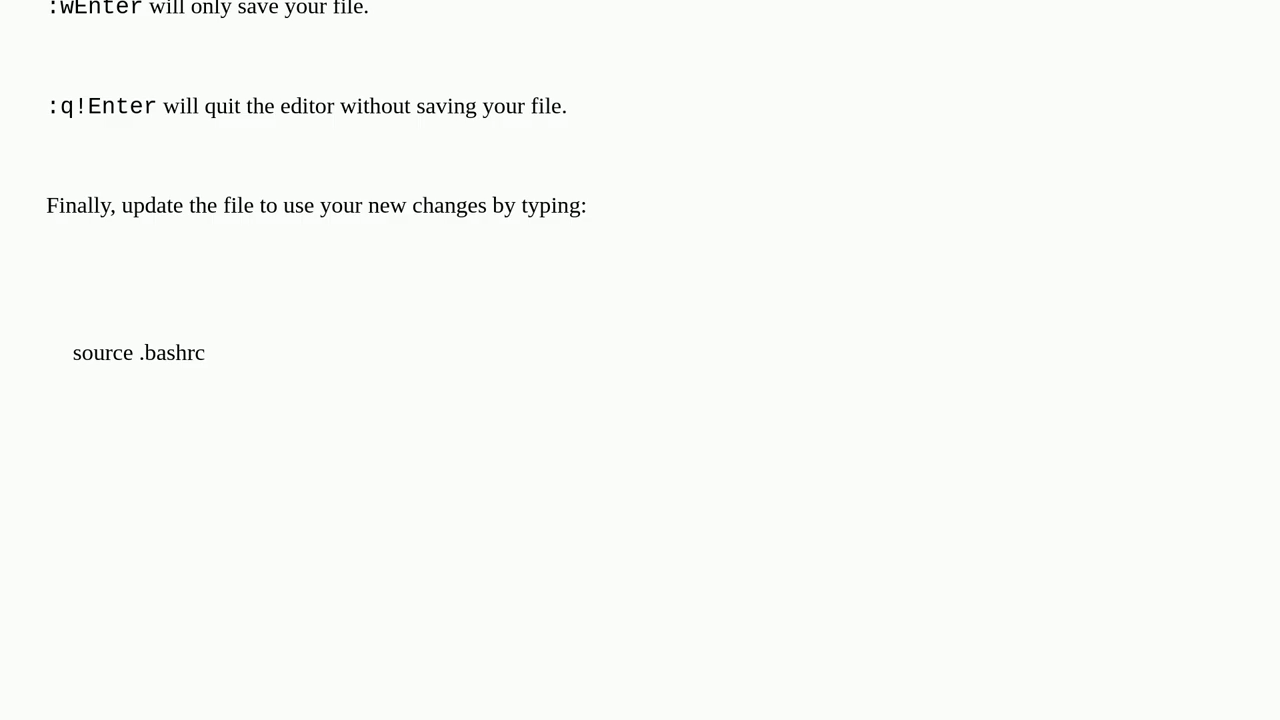 :wEnter will only save your file.
:q!Enter will quit the editor without saving your file.
Finally, update the file to use your new changes by typing:
source .bashrc